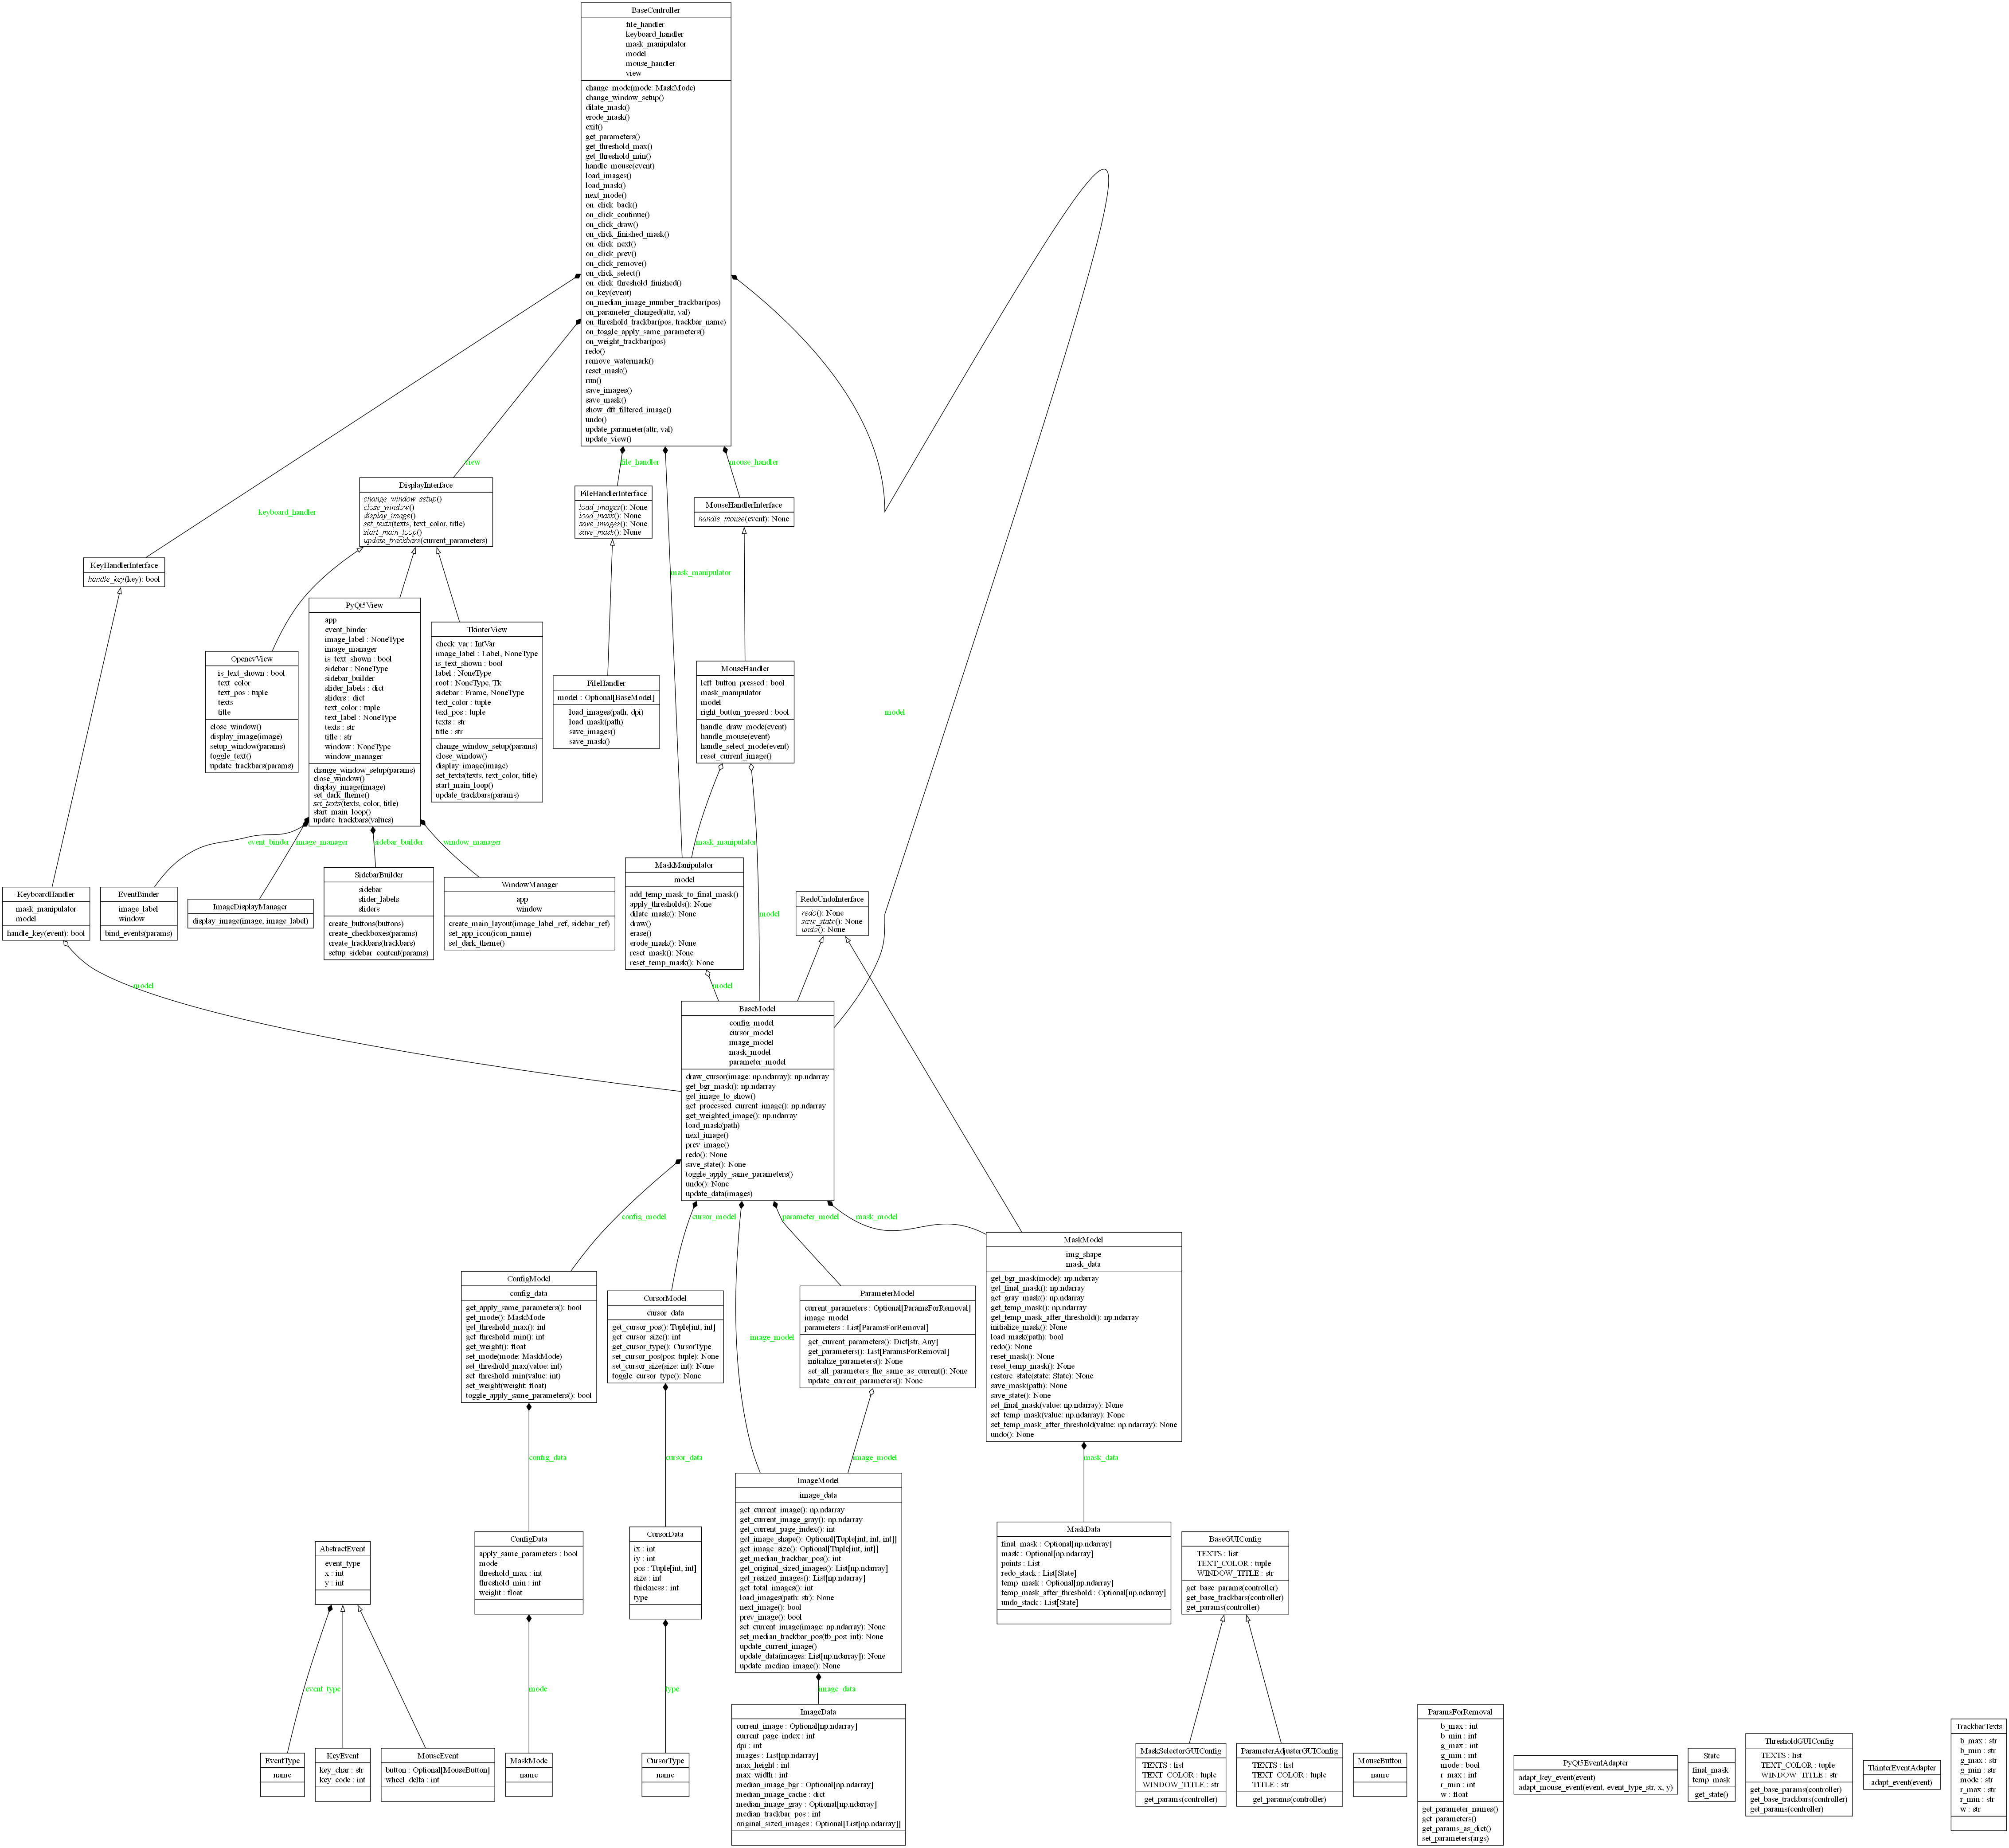 BaseController
file_handler
keyboard_handler
mask_manipulator
model
mouse_handler
view
change_mode(mode: MaskMode)
change_window_setup()
dilate_mask()
erode_mask()
exit()
get_parameters()
get_threshold_max()
get_threshold_min()
handle_mouse(event)
load_images()
load_mask()
next_mode()
on_click_back()
on_click_continue()
on_click_draw()
on_click_finished_mask()
on_click_next()
on_click_prev()
on_click_remove()
on_click_select()
on_click_threshold_finished()
on_key(event)
on_median_image_number_trackbar(pos)
on_parameter_changed(attr, val)
on_threshold_trackbar(pos, trackbar_name)
on_toggle_apply_same_parameters()
on_weight_trackbar(pos)
redo()
remove_watermark()
reset_mask()
run()
save_images()
save_mask()
show_dft_filtered_image()
undo()
update_parameter(attr, val)
update_view()
view
file_handler
mouse_handler
keyboard_handler
mask_manipulator
model
DisplayInterface
change_window_setup()
close_window()
display_image()
set_texts(texts, text_color, title)
start_main_loop()
update_trackbars(current_parameters)
FileHandlerInterface
load_images(): None
load_mask(): None
save_images(): None
save_mask(): None
MouseHandlerInterface
handle_mouse(event): None
KeyHandlerInterface
handle_key(key): bool
OpencvView
is_text_shown : bool
text_color
text_pos : tuple
texts
title
close_window()
display_image(image)
setup_window(params)
toggle_text()
update_trackbars(params)
PyQt5View
app
event_binder
image_label : NoneType
image_manager
is_text_shown : bool
sidebar : NoneType
sidebar_builder
slider_labels : dict
sliders : dict
text_color : tuple
text_label : NoneType
texts : str
title : str
window : NoneType
window_manager
change_window_setup(params)
close_window()
display_image(image)
set_dark_theme()
set_texts(texts, color, title)
start_main_loop()
update_trackbars(values)
TkinterView
check_var : IntVar
image_label : Label, NoneType
is_text_shown : bool
label : NoneType
root : NoneType, Tk
sidebar : Frame, NoneType
text_color : tuple
text_pos : tuple
texts : str
title : str
change_window_setup(params)
close_window()
display_image(image)
set_texts(texts, text_color, title)
start_main_loop()
update_trackbars(params)
FileHandler
model : Optional[BaseModel]
load_images(path, dpi)
load_mask(path)
save_images()
save_mask()
MouseHandler
left_button_pressed : bool
mask_manipulator
model
right_button_pressed : bool
handle_draw_mode(event)
handle_mouse(event)
handle_select_mode(event)
reset_current_image()
event_binder
image_manager
sidebar_builder
window_manager
mask_manipulator
KeyboardHandler
mask_manipulator
model
handle_key(event): bool
EventBinder
image_label
window
bind_events(params)
ImageDisplayManager
display_image(image, image_label)
SidebarBuilder
sidebar
slider_labels
sliders
create_buttons(buttons)
create_checkboxes(params)
create_trackbars(trackbars)
setup_sidebar_content(params)
WindowManager
app
window
create_main_layout(image_label_ref, sidebar_ref)
set_app_icon(icon_name)
set_dark_theme()
MaskManipulator
model
add_temp_mask_to_final_mask()
apply_thresholds(): None
dilate_mask(): None
draw()
erase()
erode_mask(): None
reset_mask(): None
reset_temp_mask(): None
model
RedoUndoInterface
redo(): None
save_state(): None
undo(): None
model
model
BaseModel
config_model
cursor_model
image_model
mask_model
parameter_model
draw_cursor(image: np.ndarray): np.ndarray
get_bgr_mask(): np.ndarray
get_image_to_show()
get_processed_current_image(): np.ndarray
get_weighted_image(): np.ndarray
load_mask(path)
next_image()
prev_image()
redo(): None
save_state(): None
toggle_apply_same_parameters()
undo(): None
update_data(images)
config_model
cursor_model
parameter_model
mask_model
image_model
ConfigModel
config_data
get_apply_same_parameters(): bool
get_mode(): MaskMode
get_threshold_max(): int
get_threshold_min(): int
get_weight(): float
set_mode(mode: MaskMode)
set_threshold_max(value: int)
set_threshold_min(value: int)
set_weight(weight: float)
toggle_apply_same_parameters(): bool
CursorModel
cursor_data
get_cursor_pos(): Tuple[int, int]
get_cursor_size(): int
get_cursor_type(): CursorType
set_cursor_pos(pos: tuple): None
set_cursor_size(size: int): None
toggle_cursor_type(): None
ParameterModel
current_parameters : Optional[ParamsForRemoval]
image_model
parameters : List[ParamsForRemoval]
get_current_parameters(): Dict[str, Any]
get_parameters(): List[ParamsForRemoval]
initialize_parameters(): None
set_all_parameters_the_same_as_current(): None
update_current_parameters(): None
MaskModel
img_shape
mask_data
get_bgr_mask(mode): np.ndarray
get_final_mask(): np.ndarray
get_gray_mask(): np.ndarray
get_temp_mask(): np.ndarray
get_temp_mask_after_threshold(): np.ndarray
initialize_mask(): None
load_mask(path): bool
redo(): None
reset_mask(): None
reset_temp_mask(): None
restore_state(state: State): None
save_mask(path): None
save_state(): None
set_final_mask(value: np.ndarray): None
set_temp_mask(value: np.ndarray): None
set_temp_mask_after_threshold(value: np.ndarray): None
undo(): None
config_data
cursor_data
image_model
mask_data
ImageModel
image_data
get_current_image(): np.ndarray
get_current_image_gray(): np.ndarray
get_current_page_index(): int
get_image_shape(): Optional[Tuple[int, int, int]]
get_image_size(): Optional[Tuple[int, int]]
get_median_trackbar_pos(): int
get_original_sized_images(): List[np.ndarray]
get_resized_images(): List[np.ndarray]
get_total_images(): int
load_images(path: str): None
next_image(): bool
prev_image(): bool
set_current_image(image: np.ndarray): None
set_median_trackbar_pos(tb_pos: int): None
update_current_image()
update_data(images: List[np.ndarray]): None
update_median_image(): None
AbstractEvent
event_type
x : int
y : int
ConfigData
apply_same_parameters : bool
mode
threshold_max : int
threshold_min : int
weight : float
CursorData
ix : int
iy : int
pos : Tuple[int, int]
size : int
thickness : int
type
MaskData
final_mask : Optional[np.ndarray]
mask : Optional[np.ndarray]
points : List
redo_stack : List[State]
temp_mask : Optional[np.ndarray]
temp_mask_after_threshold : Optional[np.ndarray]
undo_stack : List[State]
BaseGUIConfig
TEXTS : list
TEXT_COLOR : tuple
WINDOW_TITLE : str
get_base_params(controller)
get_base_trackbars(controller)
get_params(controller)
event_type
mode
type
image_data
EventType
name
KeyEvent
key_char : str
key_code : int
MouseEvent
button : Optional[MouseButton]
wheel_delta : int
MaskMode
name
CursorType
name
ImageData
current_image : Optional[np.ndarray]
current_page_index : int
dpi : int
images : List[np.ndarray]
max_height : int
max_width : int
median_image_bgr : Optional[np.ndarray]
median_image_cache : dict
median_image_gray : Optional[np.ndarray]
median_trackbar_pos : int
original_sized_images : Optional[List[np.ndarray]]
MaskSelectorGUIConfig
TEXTS : list
TEXT_COLOR : tuple
WINDOW_TITLE : str
get_params(controller)
ParameterAdjusterGUIConfig
TEXTS : list
TEXT_COLOR : tuple
TITLE : str
get_params(controller)
MouseButton
name
ParamsForRemoval
b_max : int
b_min : int
g_max : int
g_min : int
mode : bool
r_max : int
r_min : int
w : float
get_parameter_names()
get_parameters()
get_params_as_dict()
set_parameters(args)
PyQt5EventAdapter
adapt_key_event(event)
adapt_mouse_event(event, event_type_str, x, y)
State
final_mask
temp_mask
get_state()
ThresholdGUIConfig
TEXTS : list
TEXT_COLOR : tuple
WINDOW_TITLE : str
get_base_params(controller)
get_base_trackbars(controller)
get_params(controller)
TkinterEventAdapter
adapt_event(event)
TrackbarTexts
b_max : str
b_min : str
g_max : str
g_min : str
mode : str
r_max : str
r_min : str
w : str